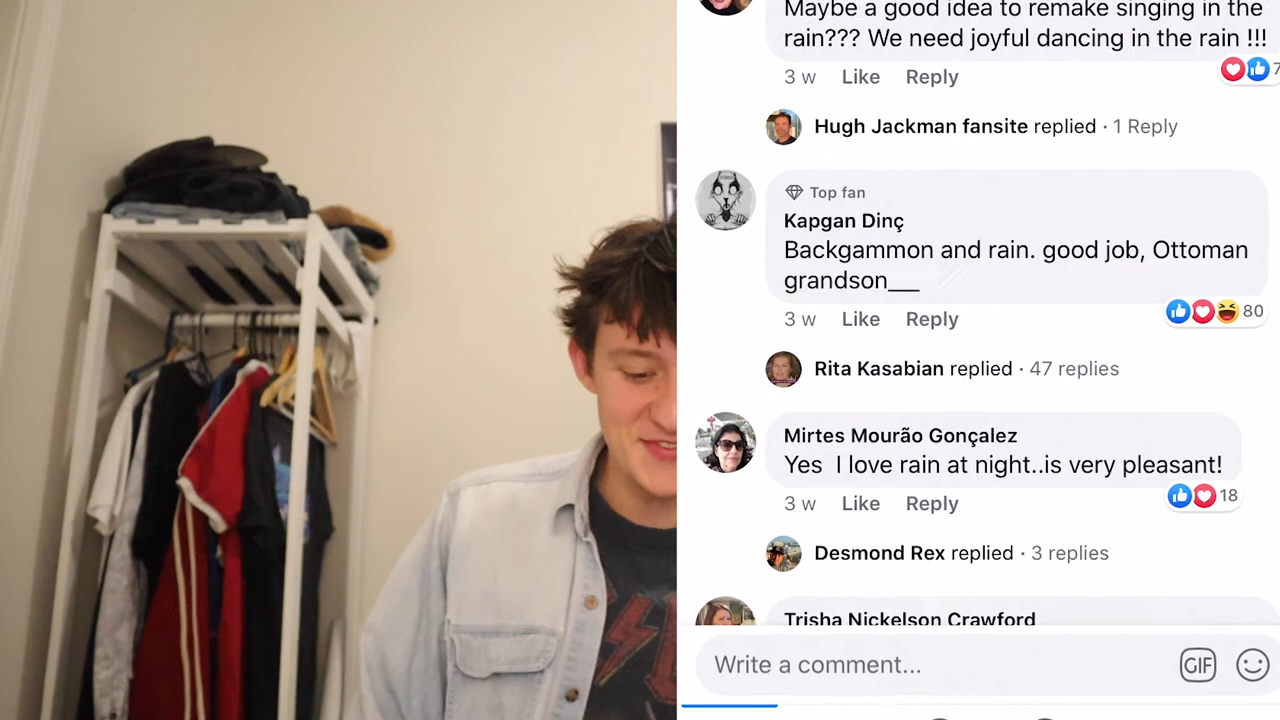 Maybe a good idea to remake singing in the
rain??? We need joyful dancing in the rain !!!
3 w Like Reply
7
Hugh Jackman fansite replied · 1 Reply
Top fan
Kapgan Dinç
Backgammon and rain. good job, Ottoman
grandson___
3 w Like Reply
80
Rita Kasabian replied · 47 replies
Mirtes Mourão Gonçalez
Yes I love rain at night..is very pleasant!
3 w Like Reply
18
Desmond Rex replied · 3 replies
Trisha Nickelson Crawford
Write a comment...
GIF